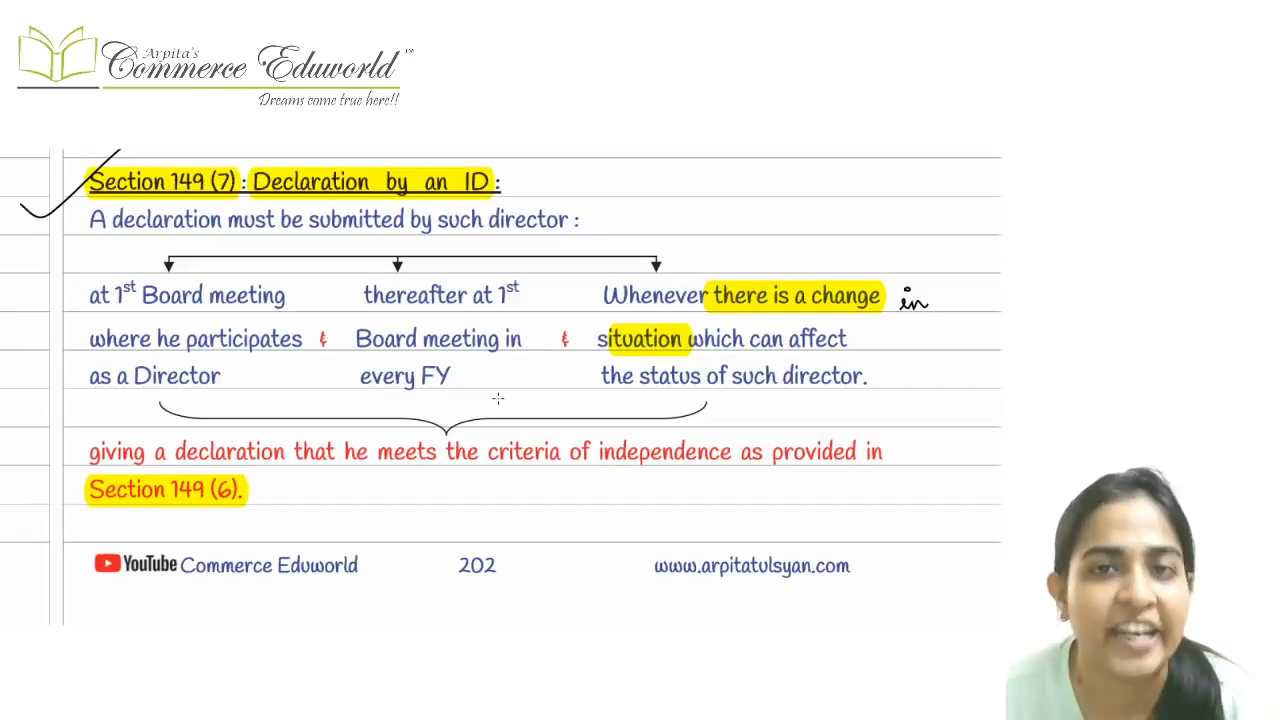 Arpita's
Commerce Eduworld™
Dreams come true here!!
Section 149 (7) : Declaration by an ID :
A declaration must be submitted by such director :
at 1st Board meeting thereafter at 1st Whenever there is a change in
where he participates & Board meeting in & situation which can affect
as a Director every FY the status of such director.
giving a declaration that he meets the criteria of independence as provided in
Section 149 (6).
YouTube Commerce Eduworld 202 www.arpitatulsyan.com